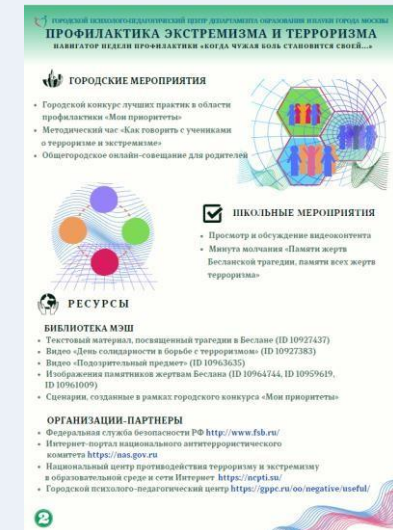 ГОРОДСКОЙ ПСИХОЛОГО-ПЕДАГОГИЧЕСКИЙ ЦЕНТР ДЕПАРТАМЕНТА ОБРАЗОВАНИЯ И НАУКИ ГОРОДА МОСКВЫ
ПРОФИЛАКТИКА ЭКСТРЕМИЗМА И ТЕРРОРИЗМА
НАВИГАТОР НЕДЕЛИ ПРОФИЛАКТИКИ «КОГДА ЧУЖАЯ БОЛЬ СТАНОВИТСЯ СВОЕЙ...»
ГОРОДСКИЕ МЕРОПРИЯТИЯ
• Городской конкурс лучших практик в области
профилактики «Мои приоритеты»
• Методический час «Как говорить с учениками
о терроризме и экстремизме»
• Общегородское онлайн-совещание для родителей
ШКОЛЬНЫЕ МЕРОПРИЯТИЯ
• Просмотр и обсуждение видеоконтента
• Минута молчания «Памяти жертв
Бесланской трагедии, памяти всех жертв
терроризма»
РЕСУРСЫ
БИБЛИОТЕКА МЭШ
• Текстовый материал, посвященный трагедии в Беслане (ID 10927437)
• Видео «День солидарности в борьбе с терроризмом» (ID 10927383)
• Видео «Подозрительный предмет» (ID 10963635)
• Изображения памятников жертвам Беслана (ID 10964744, ID 10959619,
ID 10961009)
• Сценарии, созданные в рамках городского конкурса «Мои приоритеты»
ОРГАНИЗАЦИИ-ПАРТНЕРЫ
• Федеральная служба безопасности РФ http://www.fsb.ru/
• Интернет-портал национального антитеррористического
комитета https://nas.gov.ru
• Национальный центр противодействия терроризму и экстремизму
в образовательной среде и сети Интернет https://ncpti.su/
• Городской психолого-педагогический центр https://gppc.ru/oo/negative/useful/
2